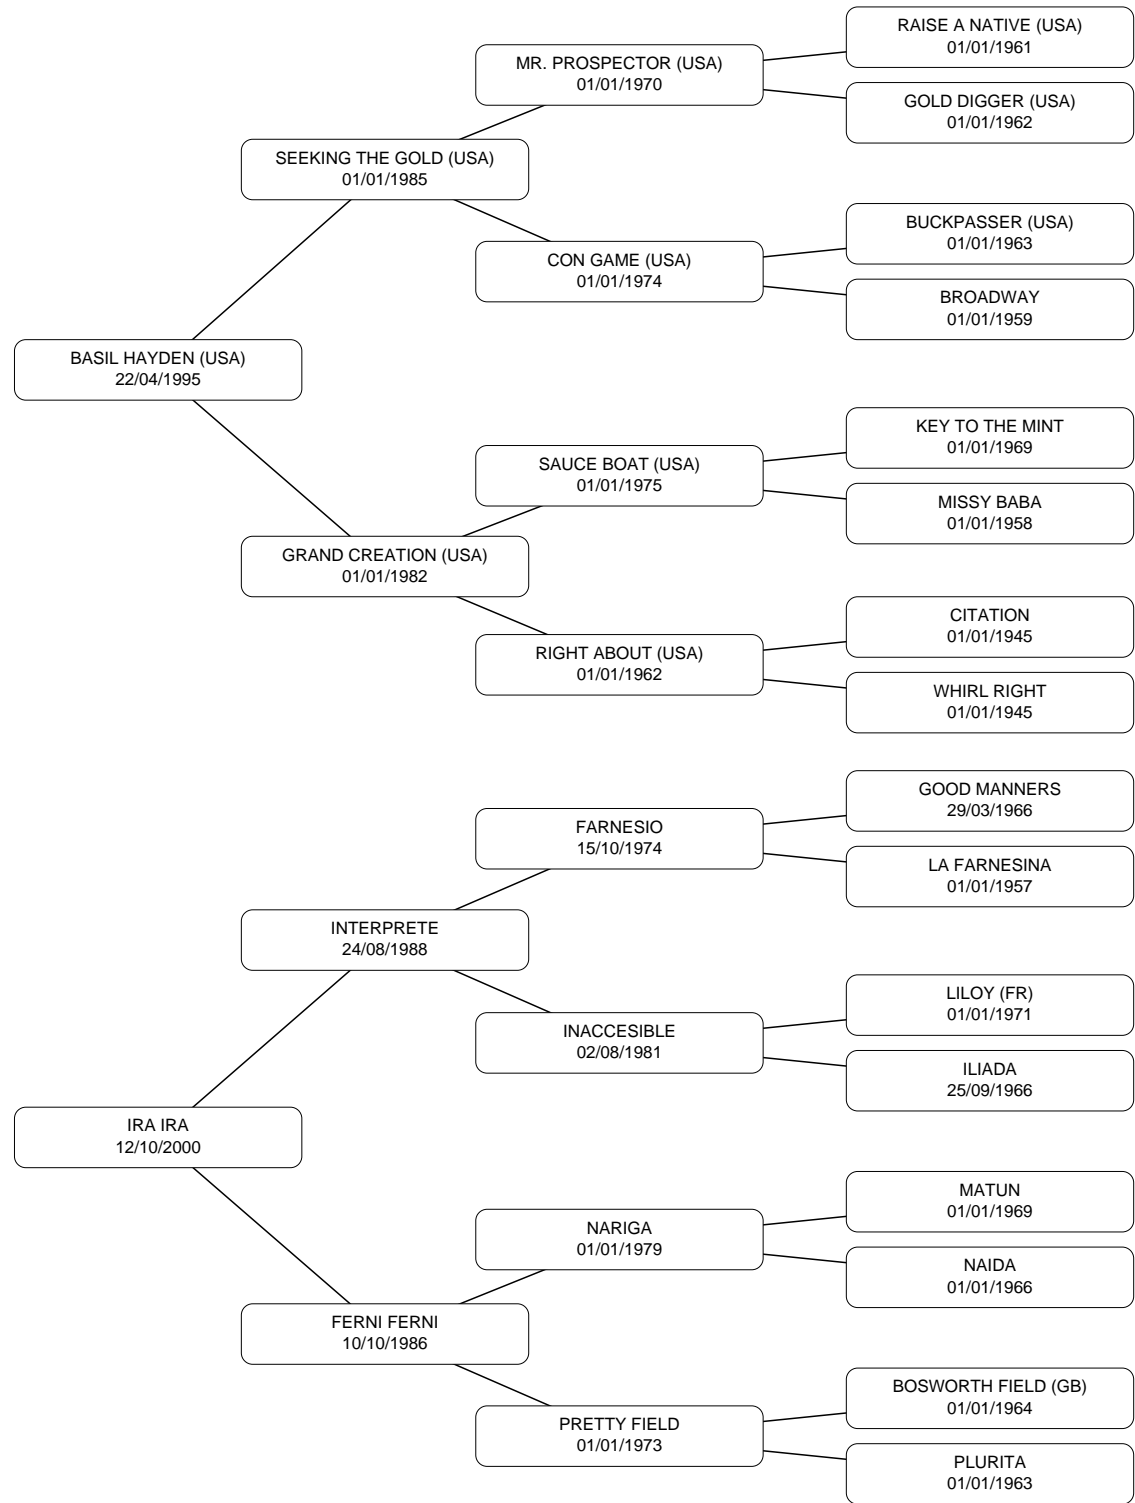 RAISE A NATIVE (USA)
01/01/1961
MR. PROSPECTOR (USA)
01/01/1970
GOLD DIGGER (USA)
01/01/1962
SEEKING THE GOLD (USA)
01/01/1985
BUCKPASSER (USA)
01/01/1963
CON GAME (USA)
01/01/1974
BROADWAY
01/01/1959
BASIL HAYDEN (USA)
22/04/1995
KEY TO THE MINT
01/01/1969
SAUCE BOAT (USA)
01/01/1975
MISSY BABA
01/01/1958
GRAND CREATION (USA)
01/01/1982
CITATION
01/01/1945
RIGHT ABOUT (USA)
01/01/1962
WHIRL RIGHT
01/01/1945
GOOD MANNERS
29/03/1966
FARNESIO
15/10/1974
LA FARNESINA
01/01/1957
INTERPRETE
24/08/1988
LILOY (FR)
01/01/1971
INACCESIBLE
02/08/1981
ILIADA
25/09/1966
IRA IRA
12/10/2000
MATUN
01/01/1969
NARIGA
01/01/1979
NAIDA
01/01/1966
FERNI FERNI
10/10/1986
BOSWORTH FIELD (GB)
01/01/1964
PRETTY FIELD
01/01/1973
PLURITA
01/01/1963